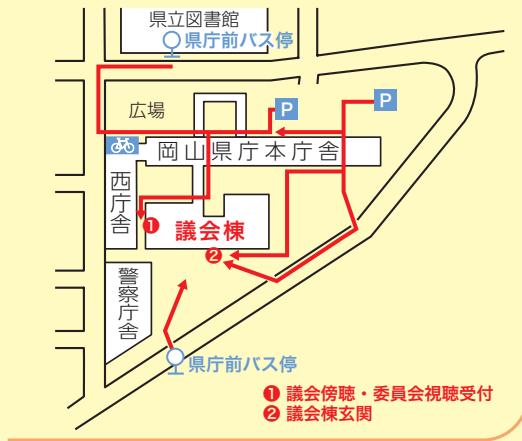 県立図書館
県庁前バス停
広場
P
P
岡山県庁本庁舎
西庁舎
❶
議会棟
❷
警察庁舎
県庁前バス停
❶ 議会傍聴・委員会視聴受付
❷ 議会棟玄関